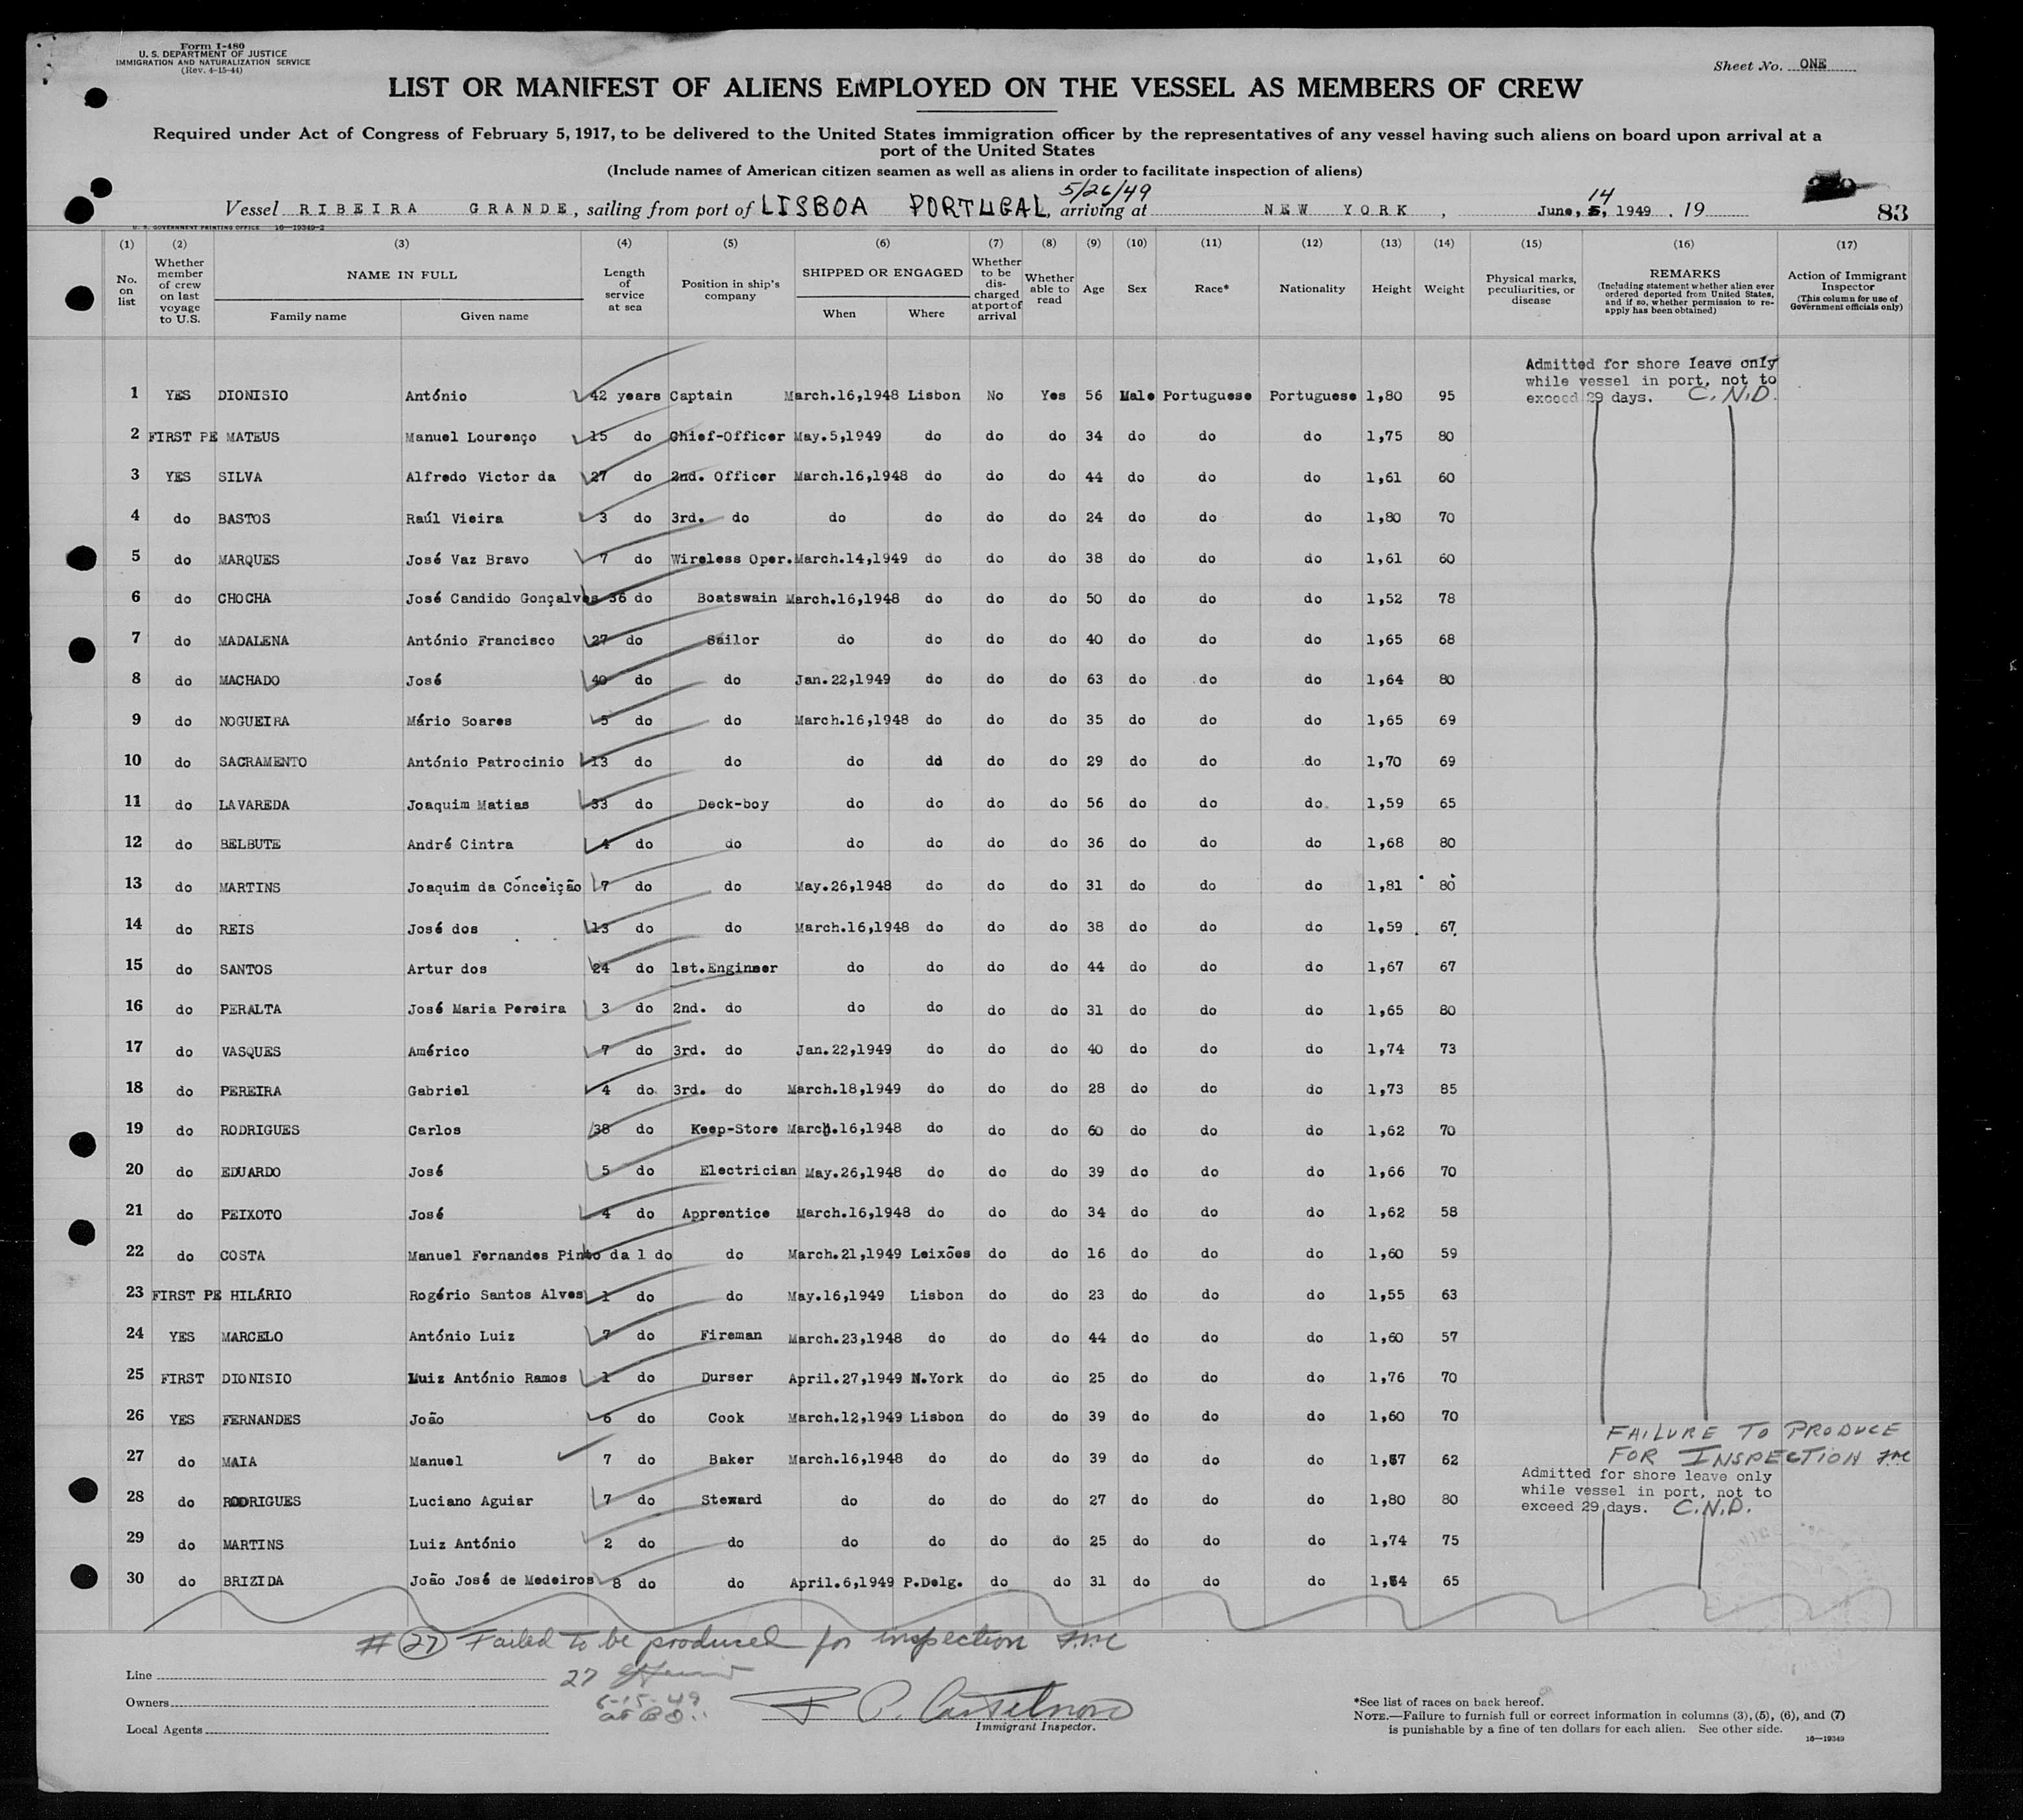 Form I-480
U. S. DEPARTMENT OF JUSTICE
IMMIGRATION AND NATURALIZATION SERVICE
(Rev. 4-15-44)
Sheet No. ONE
LIST OR MANIFEST OF ALIENS EMPLOYED ON THE VESSEL AS MEMBERS OF CREW
Required under Act of Congress of February 5, 1917, to be delivered to the United States immigration officer by the representatives of any vessel having such aliens on board upon arrival at a
port of the United States
(Include names of American citizen seamen as well as aliens in order to facilitate inspection of aliens)
5/26/49 14
Vessel RIBEIRA GRANDE, sailing from port of LISBOA PORTUGAL, arriving at NEW YORK, June, 5, 1949 . 19 83
U. S. GOVERNMENT PRINTING OFFICE 16—19349-2
(1) (2) (3) (4) (5) (6) (7) (8) (9) (10) (11) (12) (13) (14) (15) (16) (17)
No. on list Whether member of crew on last voyage to U.S. NAME IN FULL Family name Given name Length of service at sea Position in ship's company SHIPPED OR ENGAGED When Where Whether to be discharged at port of arrival Whether able to read Age Sex Race* Nationality Height Weight Physical marks, peculiarities, or disease REMARKS (Including statement whether alien ever ordered deported from United States, and if so, whether permission to re-apply has been obtained) Action of Immigrant Inspector (This column for use of Government officials only)
Admitted for shore leave only
while vessel in port, not to
exceed 29 days. C.N.D.
1 YES DIONISIO António 42 years Captain March.16,1948 Lisbon No Yes 56 Male Portuguese Portuguese 1,80 95
2 FIRST PE MATEUS Manuel Lourenço 15 do Chief-Officer May.5,1949 do do do 34 do do do 1,75 80
3 YES SILVA Alfredo Victor da 27 do 2nd. Officer March.16,1948 do do do 44 do do do 1,61 60
4 do BASTOS Raúl Vieira 3 do 3rd. do do do do do 24 do do do 1,80 70
5 do MARQUES José Vaz Bravo 7 do Wireless Oper. March.14,1949 do do do 38 do do do 1,61 60
6 do CHOCHA José Candido Gonçalves 36 do Boatswain March.16,1948 do do do 50 do do do 1,52 78
7 do MADALENA António Francisco 27 do Sailor do do do do 40 do do do 1,65 68
8 do MACHADO José 40 do do Jan.22,1949 do do do 63 do do do 1,64 80
9 do NOGUEIRA Mário Soares 5 do do March.16,1948 do do do 35 do do do 1,65 69
10 do SACRAMENTO António Patrocinio 13 do do do dd do do 29 do do do 1,70 69
11 do LAVAREDA Joaquim Matias 33 do Deck-boy do do do do 56 do do do 1,59 65
12 do BELBUTE André Cintra 4 do do do do do do 36 do do do 1,68 80
13 do MARTINS Joaquim da Conceição 7 do do May.26,1948 do do do 31 do do do 1,81 80
14 do REIS José dos 13 do do March.16,1948 do do do 38 do do do 1,59 67
15 do SANTOS Artur dos 24 do 1st.Engineer do do do do 44 do do do 1,67 67
16 do PERALTA José Maria Pereira 3 do 2nd. do do do do do 31 do do do 1,65 80
17 do VASQUES Américo 7 do 3rd. do Jan.22,1949 do do do 40 do do do 1,74 73
18 do PEREIRA Gabriel 4 do 3rd. do March.18,1949 do do do 28 do do do 1,73 85
19 do RODRIGUES Carlos 38 do Keep-Store March.16,1948 do do do 60 do do do 1,62 70
20 do EDUARDO José 5 do Electrician May.26,1948 do do do 39 do do do 1,66 70
21 do PEIXOTO José 4 do Apprentice March.16,1948 do do do 34 do do do 1,62 58
22 do COSTA Manuel Fernandes Pinto da 1 do do March.21,1949 Leixões do do 16 do do do 1,60 59
23 FIRST PE HILÁRIO Rogério Santos Alves 1 do do May.16,1949 Lisbon do do 23 do do do 1,55 63
24 YES MARCELO António Luiz 7 do Fireman March.23,1948 do do do 44 do do do 1,60 57
25 FIRST DIONISIO Luiz António Ramos 1 do Durser April.27,1949 N.York do do 25 do do do 1,76 70
26 YES FERNANDES João 6 do Cook March.12,1949 Lisbon do do 39 do do do 1,60 70
FAILURE TO PRODUCE
FOR INSPECTION
27 do MAIA Manuel 7 do Baker March.16,1948 do do do 39 do do do 1,67 62
Admitted for shore leave only
while vessel in port, not to
exceed 29 days. C.N.D.
28 do RODRIGUES Luciano Aguiar 7 do Steward do do do do 27 do do do 1,80 80
29 do MARTINS Luiz António 2 do do do do do do 25 do do do 1,74 75
30 do BRIZIDA João José de Medeiros 8 do do April.6,1949 P.Delg. do do 31 do do do 1,54 65
# 27 Failed to be produced for inspection
Line 27
Owners 6-15-49
Local Agents
Immigrant Inspector.
*See list of races on back hereof.
NOTE.—Failure to furnish full or correct information in columns (3), (5), (6), and (7)
is punishable by a fine of ten dollars for each alien. See other side.
16—19349